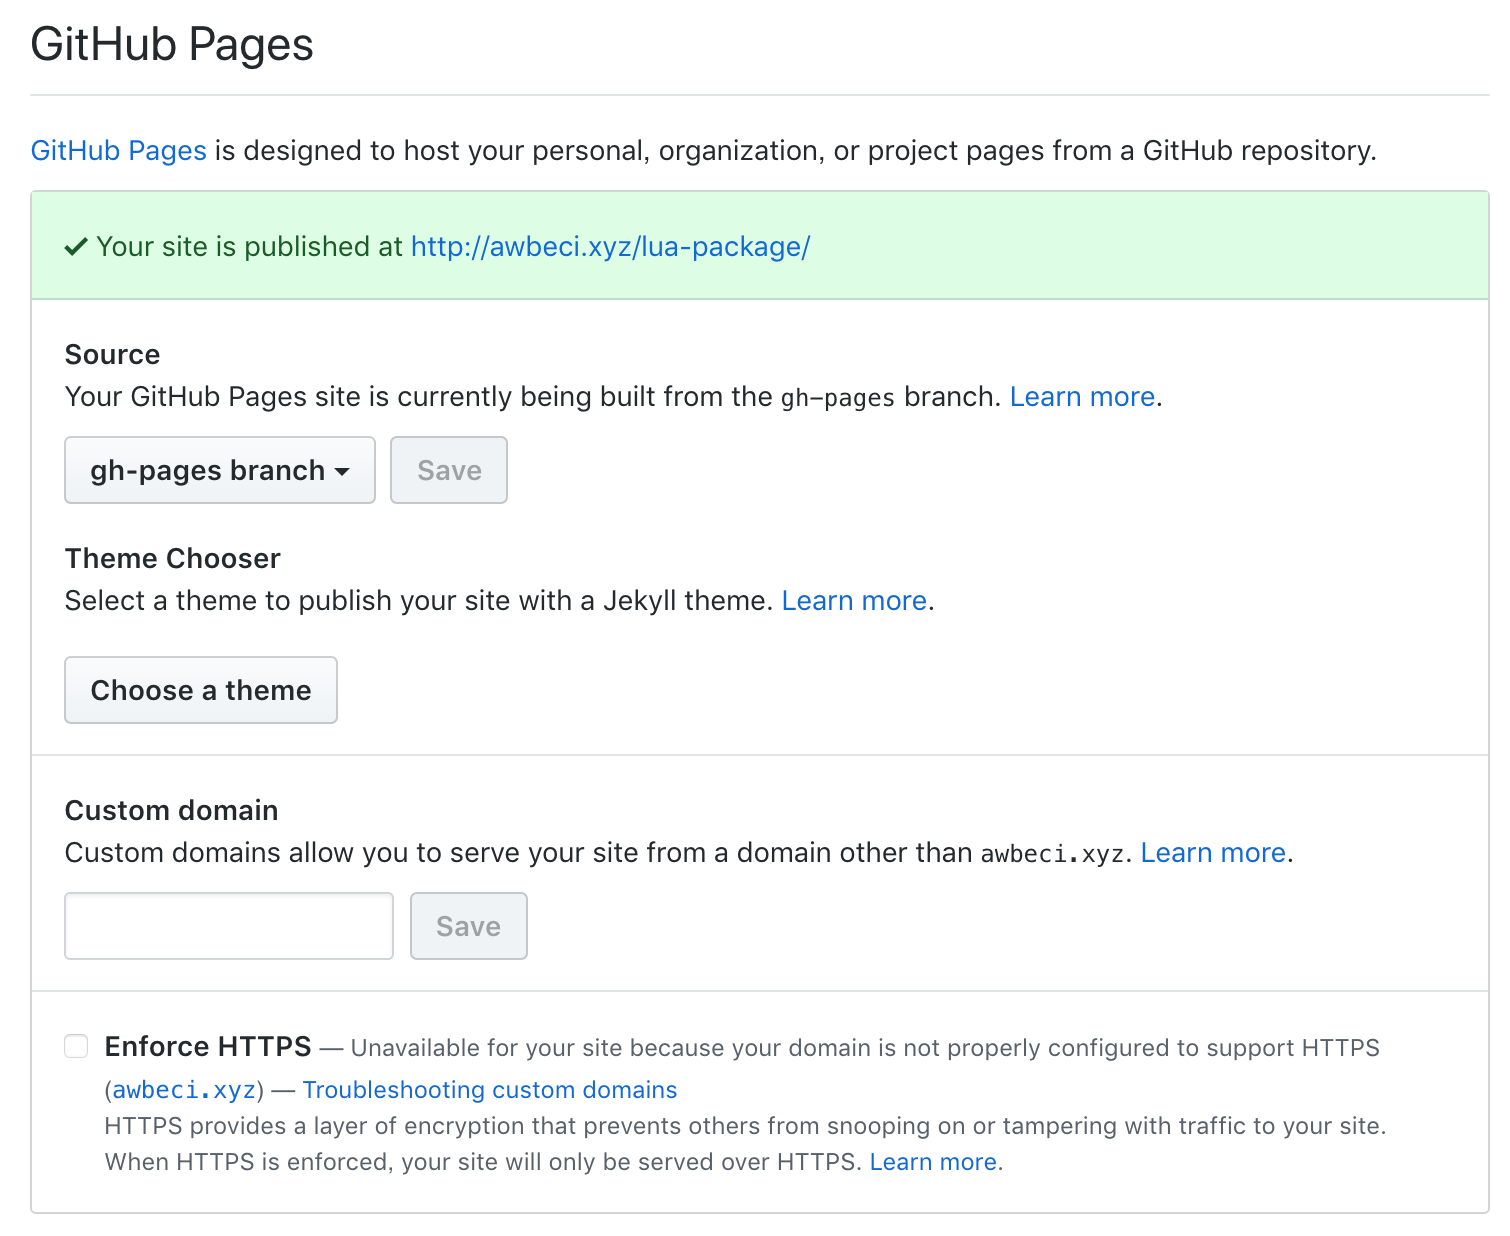 GitHub Pages
GitHub Pages is designed to host your personal, organization, or project pages from a GitHub repository.
✔ Your site is published at http://awbeci.xyz/lua-package/
Source
Your GitHub Pages site is currently being built from the gh-pages branch. Learn more.
gh-pages branch Save
Theme Chooser
Select a theme to publish your site with a Jekyll theme. Learn more.
Choose a theme
Custom domain
Custom domains allow you to serve your site from a domain other than awbeci.xyz. Learn more.
Save
Enforce HTTPS — Unavailable for your site because your domain is not properly configured to support HTTPS
(awbeci.xyz) — Troubleshooting custom domains
HTTPS provides a layer of encryption that prevents others from snooping on or tampering with traffic to your site.
When HTTPS is enforced, your site will only be served over HTTPS. Learn more.